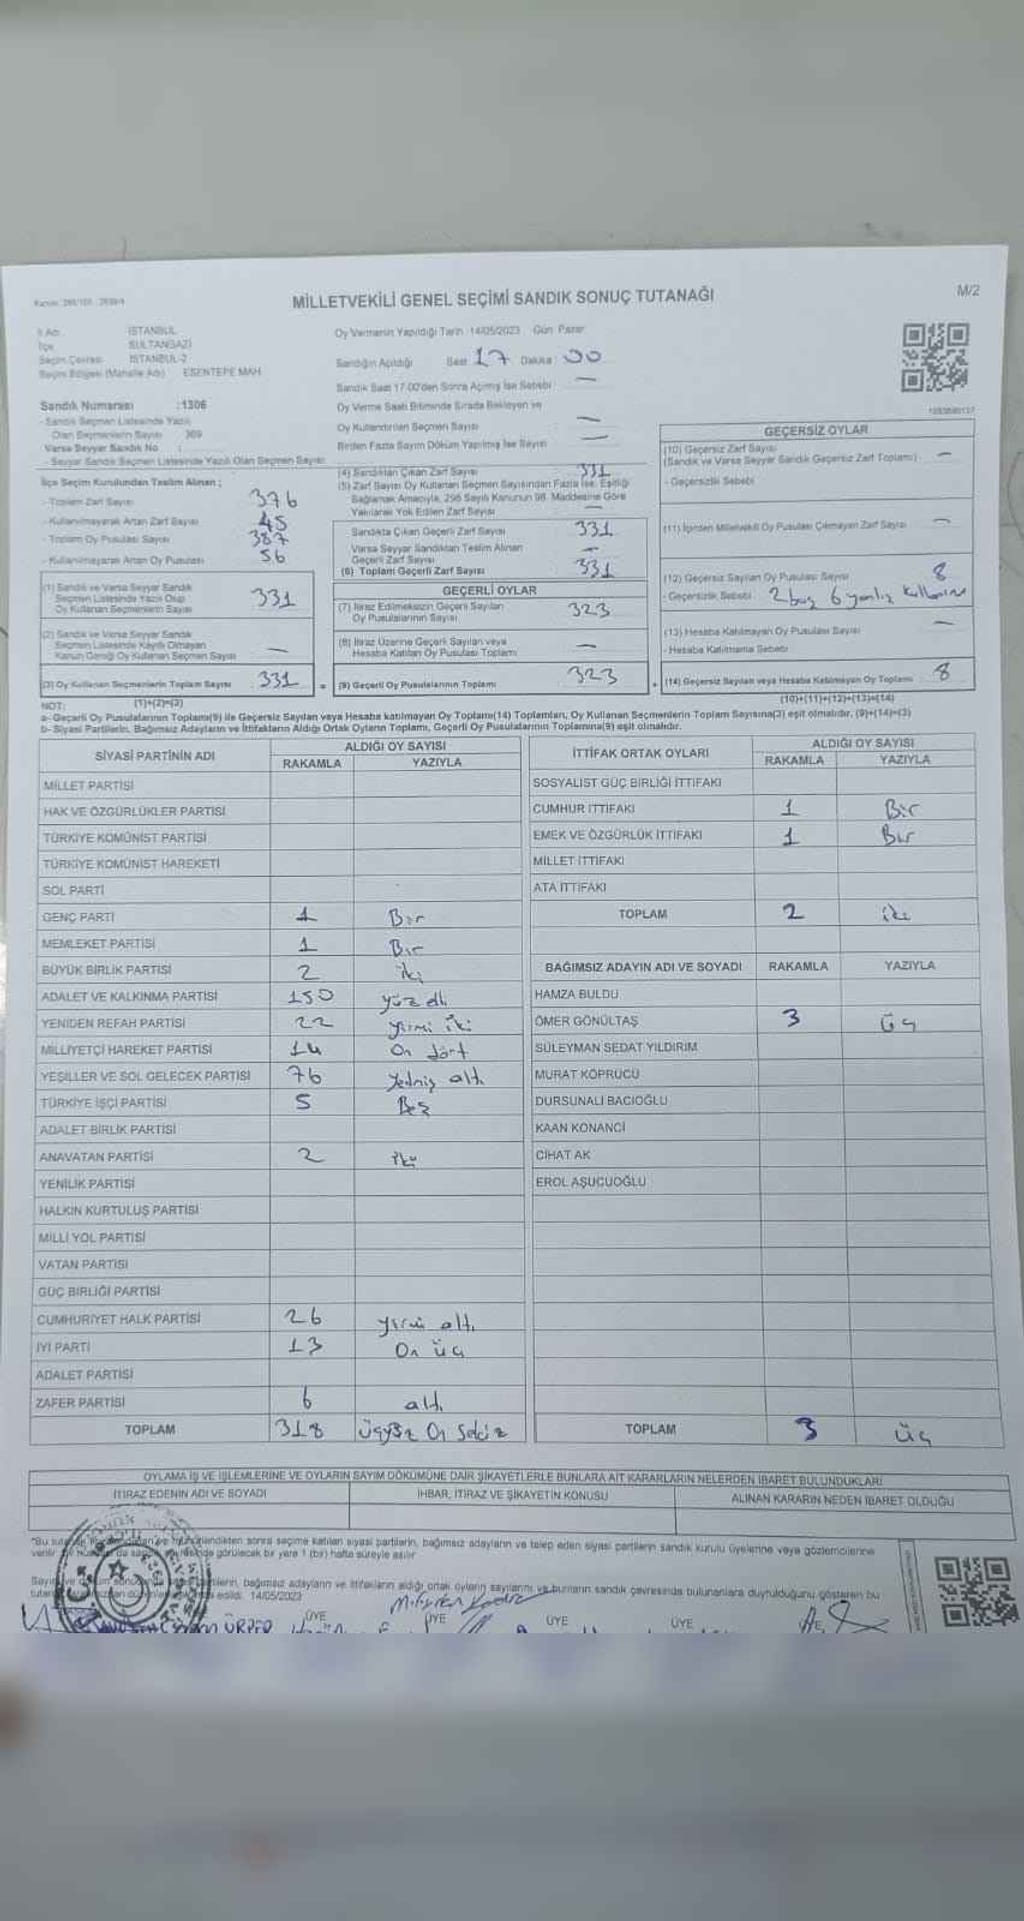 MİLLETVEKİLİ GENEL SEÇİMİ SANDIK SONUÇ TUTANAĞI
M/2
İl Adı : İSTANBUL
İlçe : SULTANGAZİ
Seçim Çevresi : İSTANBUL-2
Seçim Bölgesi (Mahalle Adı) : ESENTEPE MAH
Sandık Numarası :1306
- Sandık Seçmen Listesinde Yazılı
Olan Seçmenlerin Sayısı : 369
Varsa Seyyar Sandık No :
- Seyyar Sandık Seçmen Listesinde Yazılı Olan Seçmen Sayısı:
Oy Vermenin Yapıldığı Tarih :14/05/2023 Gün: Pazar
Sandığın Açıldığı Saat: 17 Dakika: 00
Sandık Saat 17.00'den Sonra Açılmış İse Sebebi: —
Oy Verme Saati Bitiminde Sırada Bekleyen ve
Oy Kullandırılan Seçmen Sayısı —
Birden Fazla Sayım Döküm Yapılmış İse Sayısı —
İlçe Seçim Kurulundan Teslim Alınan ;
- Toplam Zarf Sayısı 376
- Kullanılmayarak Artan Zarf Sayısı 45
- Toplam Oy Pusulası Sayısı 387
- Kullanılmayarak Artan Oy Pusulası 56
(1) Sandık ve Varsa Seyyar Sandık
Seçmen Listesinde Yazılı Olup
Oy Kullanan Seçmenlerin Sayısı 331
(2) Sandık ve Varsa Seyyar Sandık
Seçmen Listesinde Kayıtlı Olmayan
Kanun Gereği Oy Kullanan Seçmen Sayısı —
(3) Oy Kullanan Seçmenlerin Toplam Sayısı 331
(4) Sandıktan Çıkan Zarf Sayısı 331
(5) Zarf Sayısı Oy Kullanan Seçmen Sayısından Fazla İse, Eşitliği
Sağlamak Amacıyla, 298 Sayılı Kanunun 98. Maddesine Göre
Yakılarak Yok Edilen Zarf Sayısı —
Sandıkta Çıkan Geçerli Zarf Sayısı 331
Varsa Seyyar Sandıktan Teslim Alınan
Geçerli Zarf Sayısı —
(6) Toplam Geçerli Zarf Sayısı 331
GEÇERLİ OYLAR
(7) İtiraz Edilmeksizin Geçerli Sayılan
Oy Pusulalarının Sayısı 323
(8) İtiraz Üzerine Geçerli Sayılan veya
Hesaba Katılan Oy Pusulası Toplamı —
= (9) Geçerli Oy Pusulalarının Toplamı 323
GEÇERSİZ OYLAR
(10) Geçersiz Zarf Sayısı —
(Sandık ve Varsa Seyyar Sandık Geçersiz Zarf Toplamı)
- Geçersizlik Sebebi
(11) İçinden Milletvekili Oy Pusulası Çıkmayan Zarf Sayısı —
(12) Geçersiz Sayılan Oy Pusulası Sayısı 8
- Geçersizlik Sebebi: 2 boş 6 yanlış kullanım
(13) Hesaba Katılmayan Oy Pusulası Sayısı —
- Hesaba Katılmama Sebebi
+ (14) Geçersiz Sayılan veya Hesaba Katılmayan Oy Toplamı 8
NOT: (1)+(2)=(3)
(10)+(11)+(12)+(13)=(14)
a- Geçerli Oy Pusulalarının Toplamı(9) ile Geçersiz Sayılan veya Hesaba katılmayan Oy Toplamı(14) Toplamları, Oy Kullanan Seçmenlerin Toplam Sayısına(3) eşit olmalıdır. (9)+(14)=(3)
b- Siyasi Partilerin, Bağımsız Adayların ve İttifakların Aldığı Oyların Toplamı, Geçerli Oy Pusulalarının Toplamına(9) eşit olmalıdır.
SİYASİ PARTİNİN ADI ALDIĞI OY SAYISI
RAKAMLA YAZIYLA
MİLLET PARTİSİ
HAK VE ÖZGÜRLÜKLER PARTİSİ
TÜRKİYE KOMÜNİST PARTİSİ
TÜRKİYE KOMÜNİST HAREKETİ
SOL PARTİ
GENÇ PARTİ 1 Bir
MEMLEKET PARTİSİ 1 Bir
BÜYÜK BİRLİK PARTİSİ 2 iki
ADALET VE KALKINMA PARTİSİ 150 yüz elli
YENİDEN REFAH PARTİSİ 22 yirmi iki
MİLLİYETÇİ HAREKET PARTİSİ 14 On dört
YEŞİLLER VE SOL GELECEK PARTİSİ 76 Yedmiş altı
TÜRKİYE İŞÇİ PARTİSİ 5 Beş
ADALET BİRLİK PARTİSİ
ANAVATAN PARTİSİ 2 iki
YENİLİK PARTİSİ
HALKIN KURTULUŞ PARTİSİ
MİLLİ YOL PARTİSİ
VATAN PARTİSİ
GÜÇ BİRLİĞİ PARTİSİ
CUMHURİYET HALK PARTİSİ 26 yirmi altı
İYİ PARTİ 13 On üç
ADALET PARTİSİ
ZAFER PARTİSİ 6 altı
TOPLAM 318 üçyüz On Sekiz
İTTİFAK ORTAK OYLARI ALDIĞI OY SAYISI
RAKAMLA YAZIYLA
SOSYALİST GÜÇ BİRLİĞİ İTTİFAKI
CUMHUR İTTİFAKI 1 Bir
EMEK VE ÖZGÜRLÜK İTTİFAKI 1 Bir
MİLLET İTTİFAKI
ATA İTTİFAKI
TOPLAM 2 iki
BAĞIMSIZ ADAYIN ADI VE SOYADI RAKAMLA YAZIYLA
HAMZA BULDU
ÖMER GÖNÜLTAŞ 3 üç
SÜLEYMAN SEDAT YILDIRIM
MURAT KÖPRÜCÜ
DURSUNALİ BACIOĞLU
KAAN KONANCİ
CİHAT AK
EROL AŞUCUOĞLU
TOPLAM 3 üç
OYLAMA İŞ VE İŞLEMLERİNE VE OYLARIN SAYIM DÖKÜMÜNE DAİR ŞİKAYETLERLE BUNLARA AİT KARARLARIN NELERDEN İBARET BULUNDUKLARI
İTİRAZ EDENİN ADI VE SOYADI İHBAR, İTİRAZ VE ŞİKAYETİN KONUSU ALINAN KARARIN NEDEN İBARET OLDUĞU
sonra seçime katılan siyasi partilerin, bağımsız adayların ve talep eden siyasi partilerin sandık kurulu üyelerine veya gözlemcilerine
görülecek bir yere 1 (bir) hafta süreyle asılır
bağımsız adayların ve ittifakların aldığı ortak oyların sayılarını ve bunların sandık çevresinde bulunanlara duyrulduğunu gösteren bu
14/05/2023
ÜYE ÜYE ÜYE ÜYE